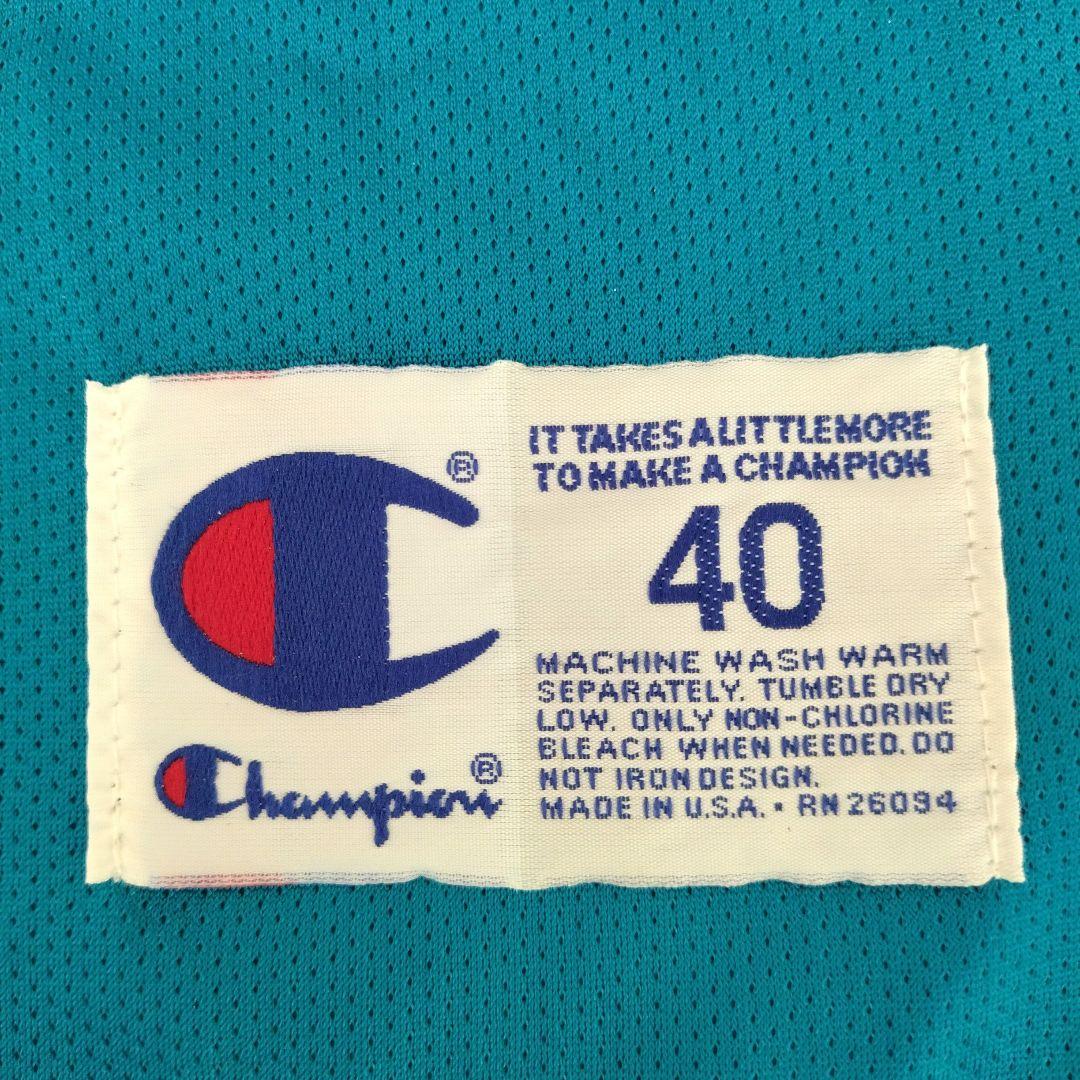 ®
IT TAKES A LITTLE MORE
TO MAKE A CHAMPION
40
MACHINE WASH WARM
SEPARATELY. TUMBLE DRY
LOW. ONLY NON-CHLORINE
BLEACH WHEN NEEDED. DO
NOT IRON DESIGN.
MADE IN U.S.A. • RN 26094
Champion®